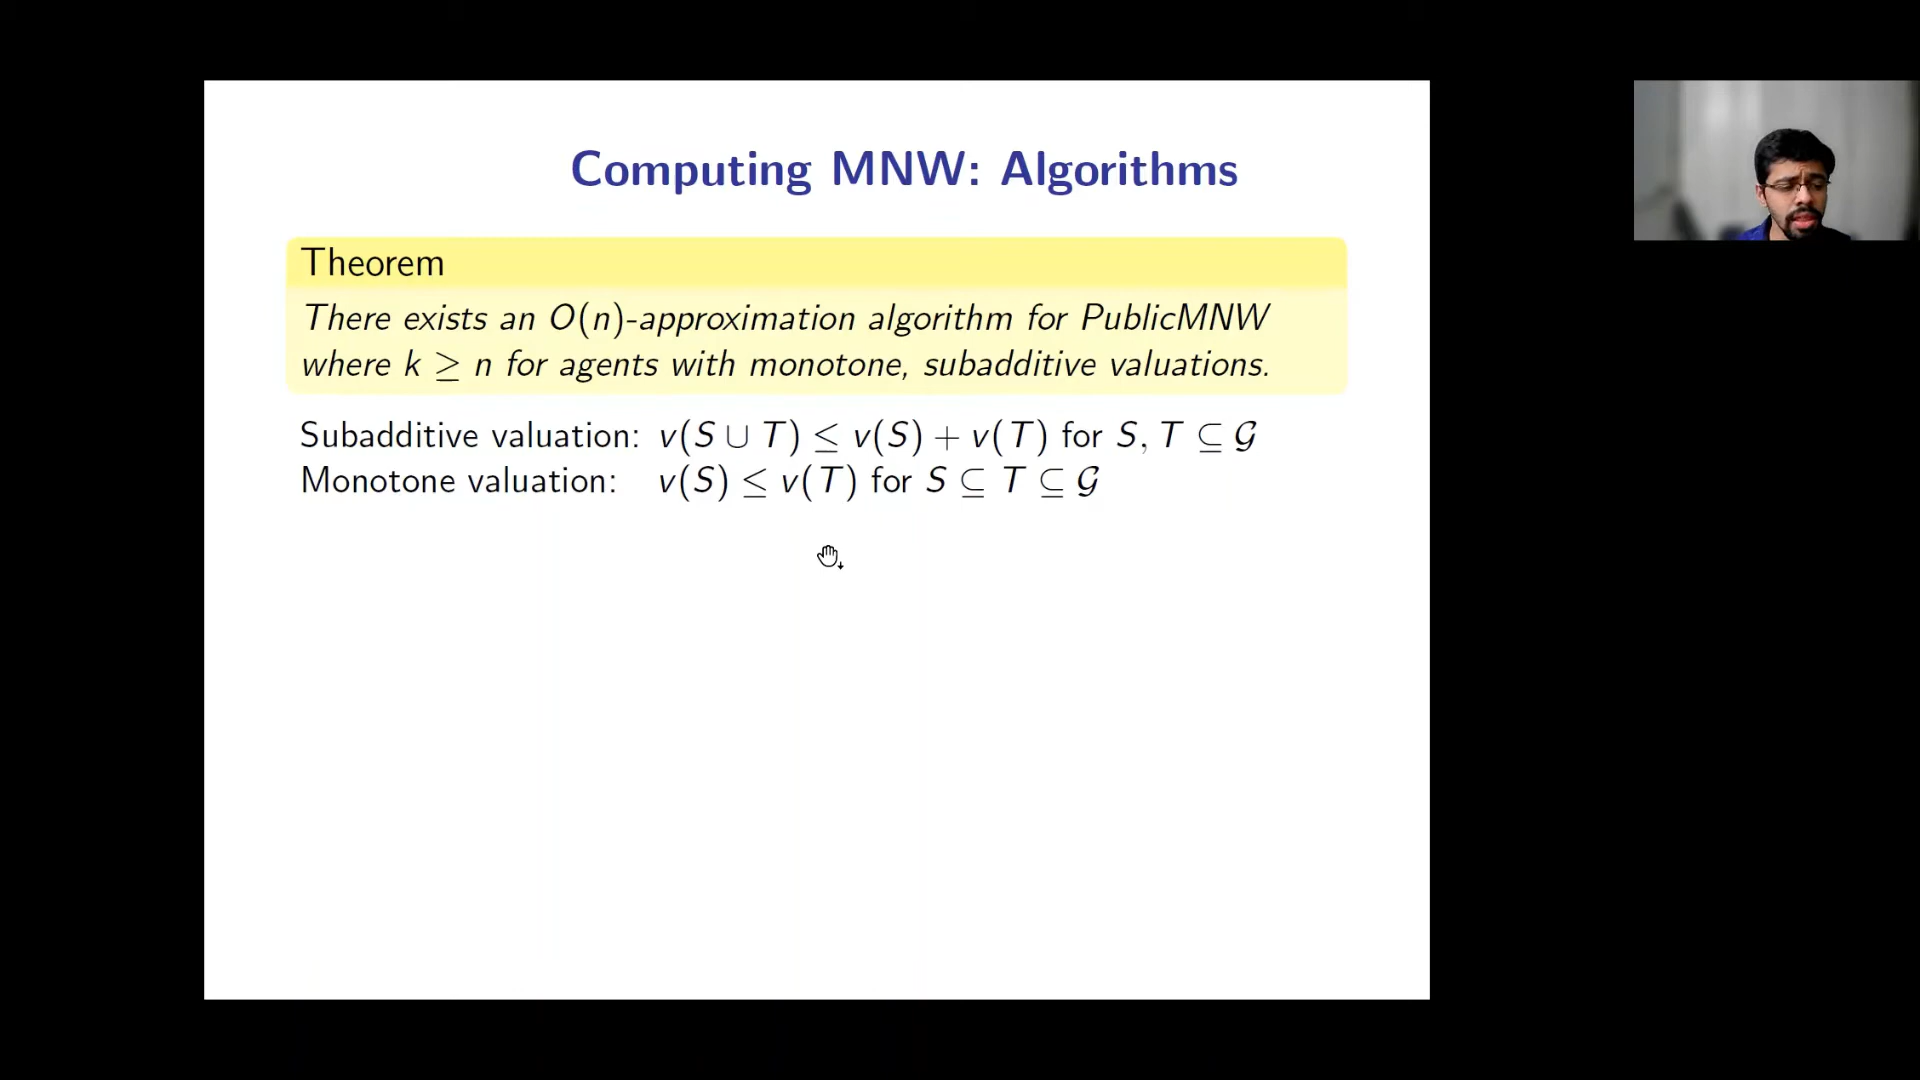 Computing MNW: Algorithms
Theorem
There exists an O(n)-approximation algorithm for PublicMNW
where k ≥ n for agents with monotone, subadditive valuations.
Subadditive valuation: v(S ∪ T) ≤ v(S) + v(T) for S, T ⊆ 𝒢
Monotone valuation: v(S) ≤ v(T) for S ⊆ T ⊆ 𝒢